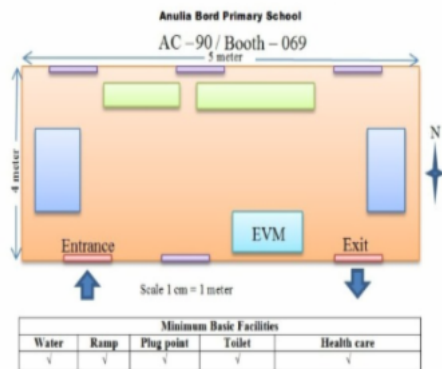 Anulia Bord Primary School
AC –90 / Booth – 069
5 meter
4 meter
N
EVM
Entrance
Exit
Scale 1 cm = 1 meter
Minimum Basic Facilities
Water Ramp Plug point Toilet Health care
√ √ √ √ √